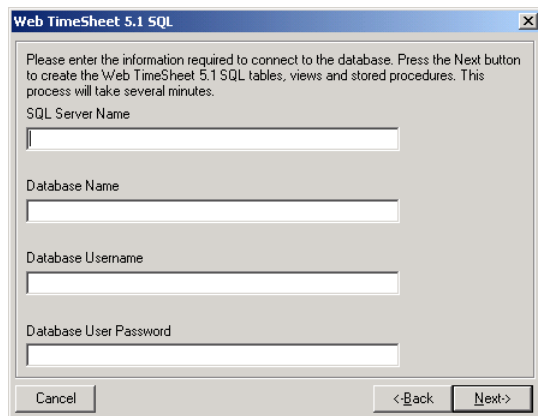 Web TimeSheet 5.1 SQL
Please enter the information required to connect to the database. Press the Next button
to create the Web TimeSheet 5.1 SQL tables, views and stored procedures. This
process will take several minutes.
SQL Server Name
Database Name
Database Username
Database User Password
Cancel
<-Back
Next->